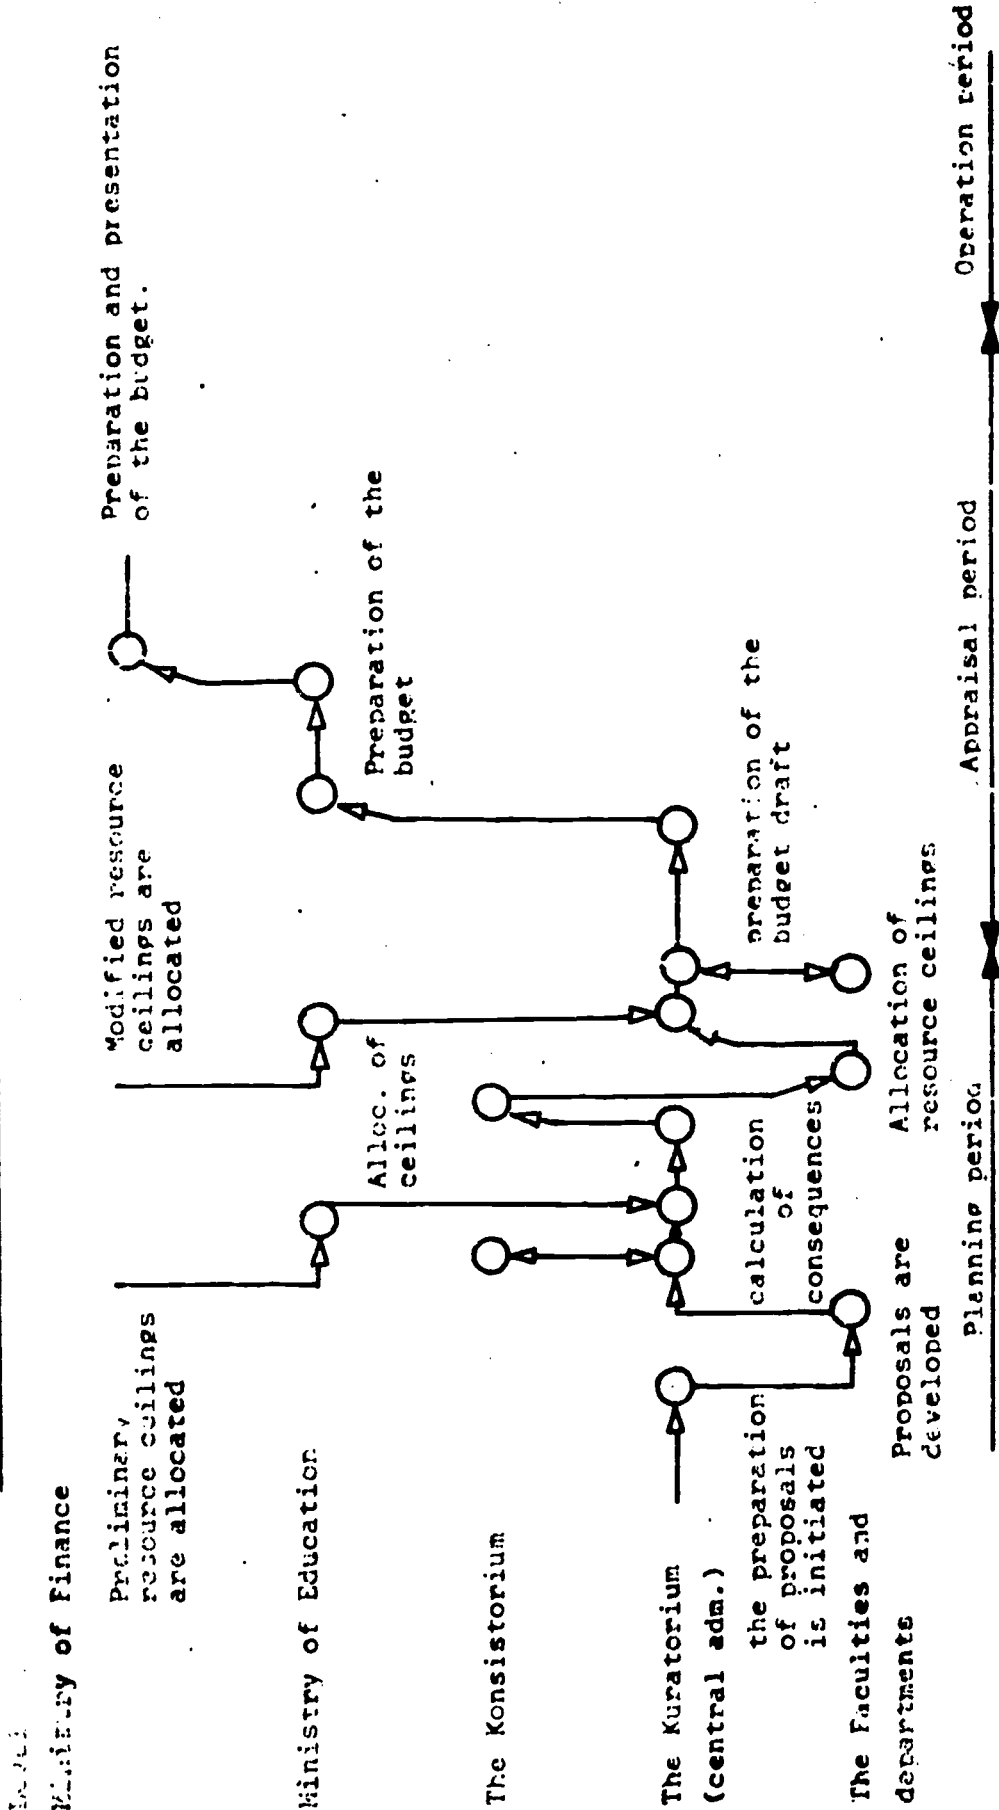 Ministry of Finance
Preliminary
resource ceilings
are allocated
Modified resource
ceilings are
allocated
Preparation and presentation
of the budget.
Ministry of Education
Alloc. of
ceilings
Preparation of the
budget
The Konsistorium
The Kuratorium
(central adm.)
the preparation
of proposals
is initiated
calculation
of
consequences
preparation of the
budget draft
The Faculties and
departments
Proposals are
developed
Allocation of
resource ceilings
Planning period
Appraisal period
Operation period